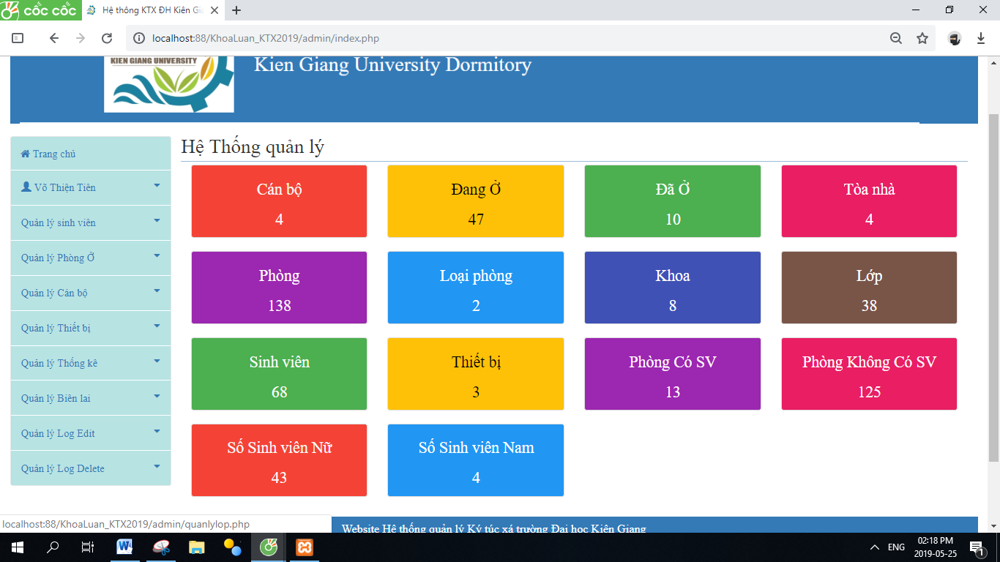 cốc cốc
Hệ thông KTX ĐH Kiên Gi
localhost:88/KhoaLuan_KTX2019/admin/index.php
KIEN GIANG UNIVERSITY
Kien Giang University Dormitory
Trang chủ
Võ Thiện Tiên
Quản lý sinh viên
Quản lý Phòng Ở
Quản lý Cán bộ
Quản lý Thiết bị
Quản lý Thống kê
Quản lý Biên lai
Quản lý Log Edit
Quản lý Log Delete
Hệ Thống quản lý
Cán bộ
4
Đang Ở
47
Đã Ở
10
Tòa nhà
4
Phòng
138
Loại phòng
2
Khoa
8
Lớp
38
Sinh viên
68
Thiết bị
3
Phòng Có SV
13
Phòng Không Có SV
125
Số Sinh viên Nữ
43
Số Sinh viên Nam
4
localhost:88/KhoaLuan_KTX2019/admin/quanlylop.php
Website Hệ thống quản lý Ký túc xá trường Đại học Kiên Giang
ENG
02:18 PM
2019-05-25
1